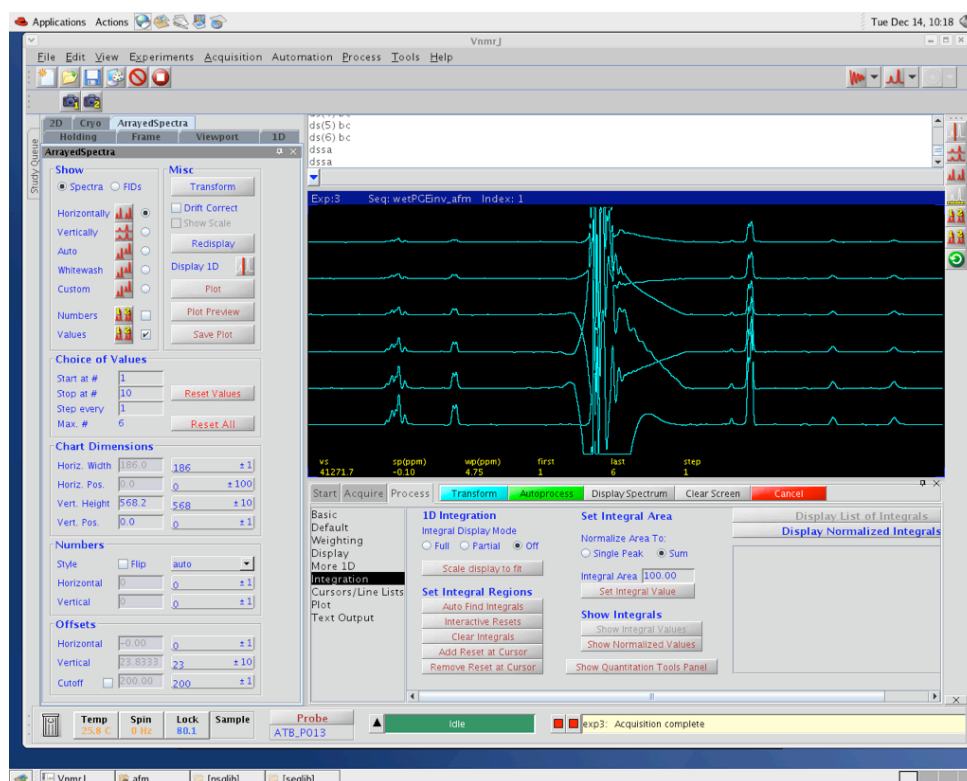 Applications Actions Tue Dec 14, 10:18
VnmrJ
File Edit View Experiments Acquisition Automation Process Tools Help
2D Cryo ArrayedSpectra
Holding Frame Viewport 1D
ArrayedSpectra
Study Queue
Show
Spectra FIDs
Horizontally
Vertically
Auto
Whitewash
Custom
Numbers
Values
Misc
Transform
Drift Correct
Show Scale
Redisplay
Display 1D
Plot
Plot Preview
Save Plot
Choice of Values
Start at # 1
Stop at # 10 Reset Values
Step every 1
Max. # 6 Reset All
Chart Dimensions
Horiz. Width 186.0 186 ±1
Horiz. Pos. 0.0 0 ±100
Vert. Height 568.2 568 ±10
Vert. Pos. 0.0 0 ±1
Numbers
Style Flip auto
Horizontal 0 0 ±1
Vertical 0 0 ±1
Offsets
Horizontal -0.00 0 ±1
Vertical 23.8333 23 ±10
Cutoff 200.00 200 ±1
ds(5) bc
ds(6) bc
dssa
dssa
Exp:3 Seq: wetPGEinv_afm Index: 1
vs sp(ppm) wp(ppm) first last step
41271.7 -0.10 4.75 1 6 1
Start Acquire Process Transform Autoprocess Display Spectrum Clear Screen Cancel
Basic
Default
Weighting
Display
More 1D
Integration
Cursors/Line Lists
Plot
Text Output
1D Integration
Integral Display Mode
Full Partial Off
Scale display to fit
Set Integral Regions
Auto Find Integrals
Interactive Resets
Clear Integrals
Add Reset at Cursor
Remove Reset at Cursor
Set Integral Area
Normalize Area To:
Single Peak Sum
Integral Area 100.00
Set Integral Value
Show Integrals
Show Integral Values
Show Normalized Values
Show Quantitation Tools Panel
Display List of Integrals
Display Normalized Integrals
Temp Spin Lock Sample Probe
25.8 C 0 Hz 80.1 ATB_P013
Idle
exp3: Acquisition complete
VnmrJ afm [psglib] [seqlib]